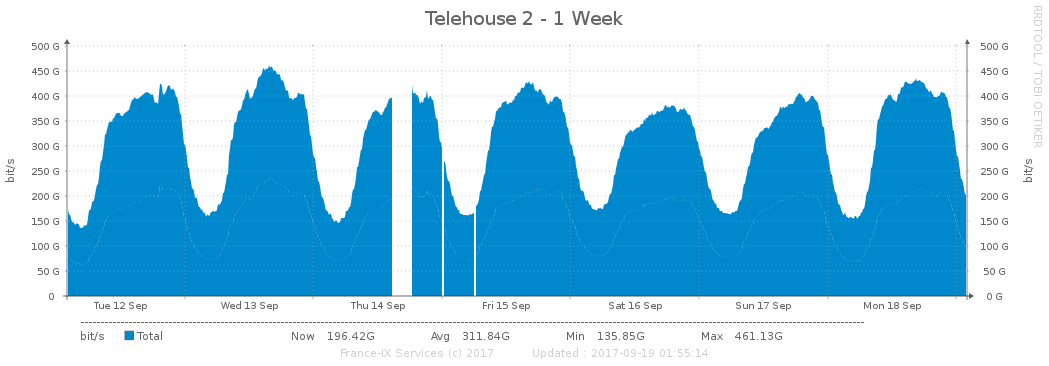 Telehouse 2 - 1 Week
RRDTOOL / TOBI OETIKER
500 G 500 G
450 G 450 G
400 G 400 G
350 G 350 G
300 G 300 G
250 G 250 G
200 G 200 G
150 G 150 G
100 G 100 G
50 G 50 G
0 0 G
bit/s
bit/s
Tue 12 Sep Wed 13 Sep Thu 14 Sep Fri 15 Sep Sat 16 Sep Sun 17 Sep Mon 18 Sep
bit/s Total Now 196.42G Avg 311.84G Min 135.85G Max 461.13G
France-IX Services (c) 2017 Updated : 2017-09-19 01:55:14